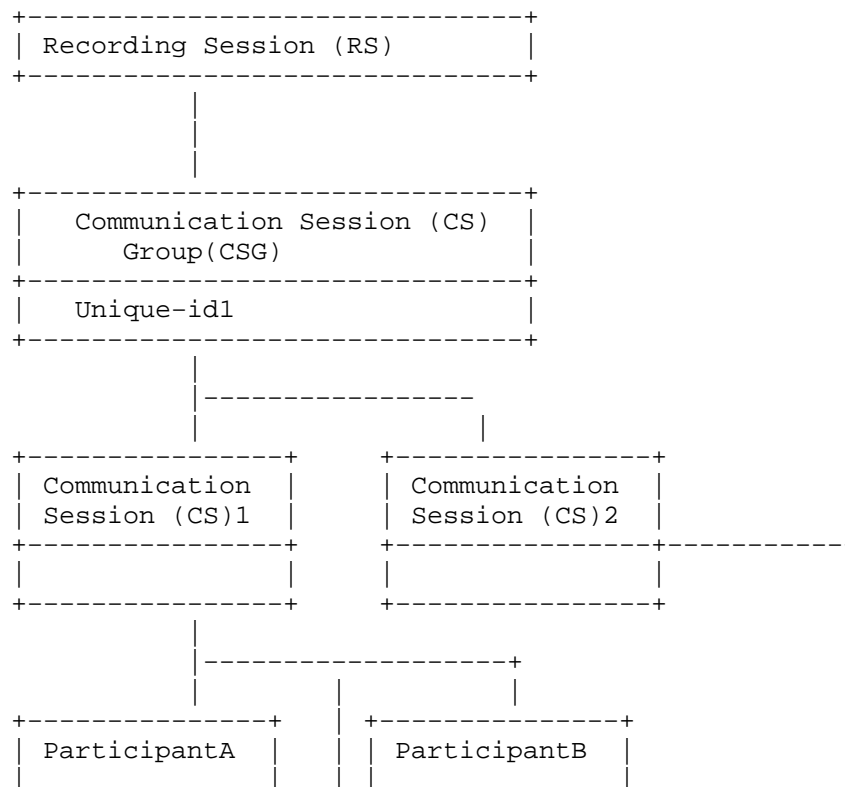 Recording Session (RS)
Communication Session (CS)
Group(CSG)
Unique-id1
Communication Communication
Session (CS)1 Session (CS)2
ParticipantA ParticipantB